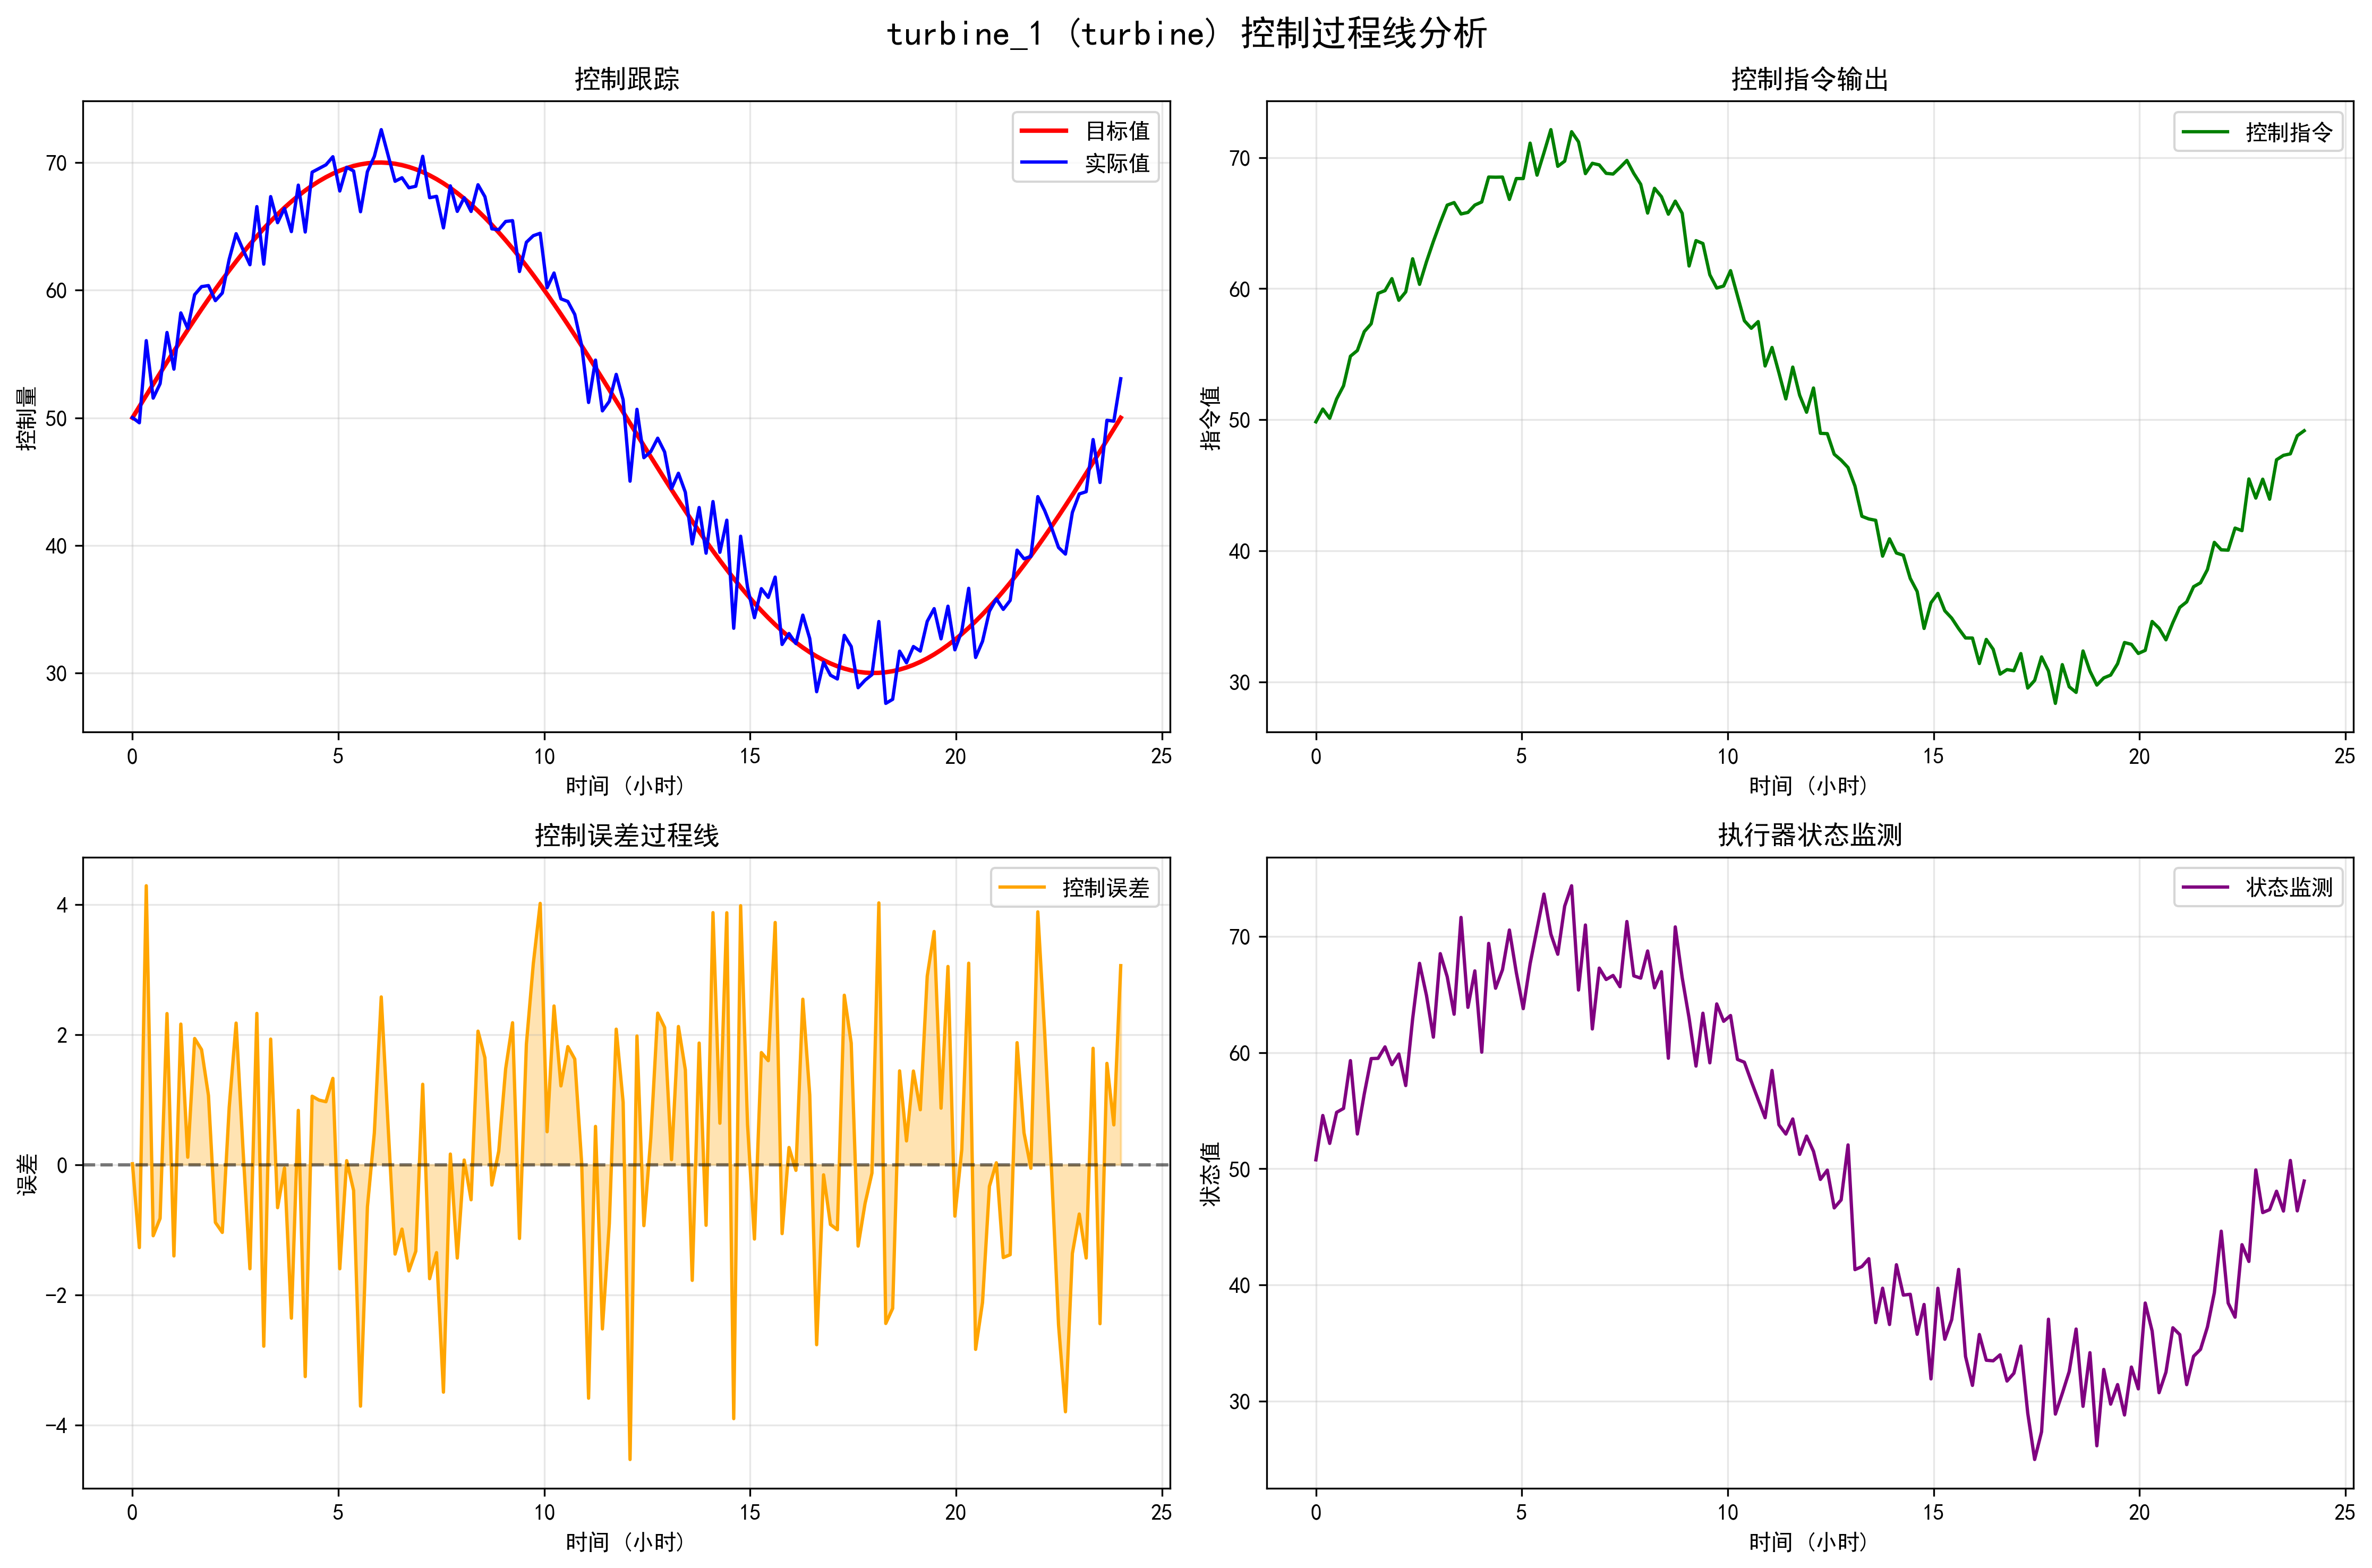 turbine_1 (turbine) 控制过程线分析
控制跟踪
目标值
实际值
控制量
70
60
50
40
30
0 5 10 15 20 25
时间 (小时)
控制指令输出
控制指令
指令值
70
60
50
40
30
0 5 10 15 20 25
时间 (小时)
控制误差过程线
控制误差
误差
4
2
0
−2
−4
0 5 10 15 20 25
时间 (小时)
执行器状态监测
状态监测
状态值
70
60
50
40
30
0 5 10 15 20 25
时间 (小时)